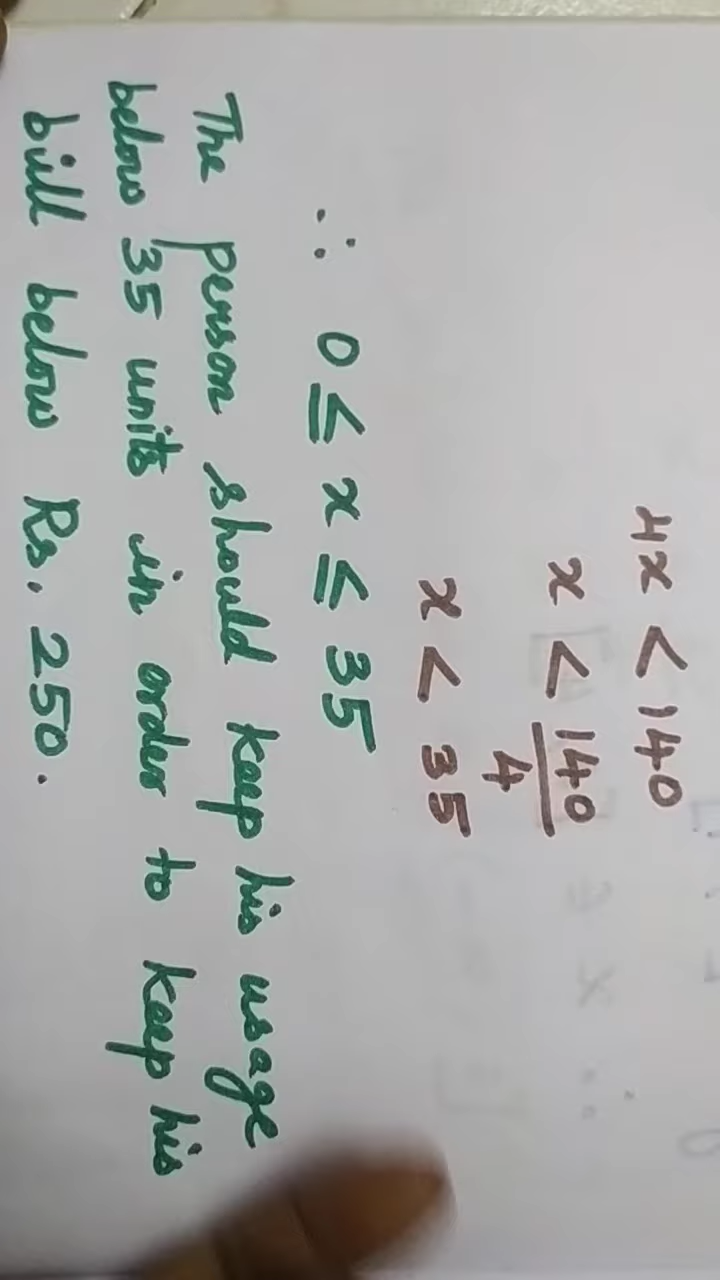 4x < 140
x < 140/4
x < 35
∴ 0 ≤ x ≤ 35
The person should keep his usage
below 35 units in order to keep his
bill below Rs. 250.